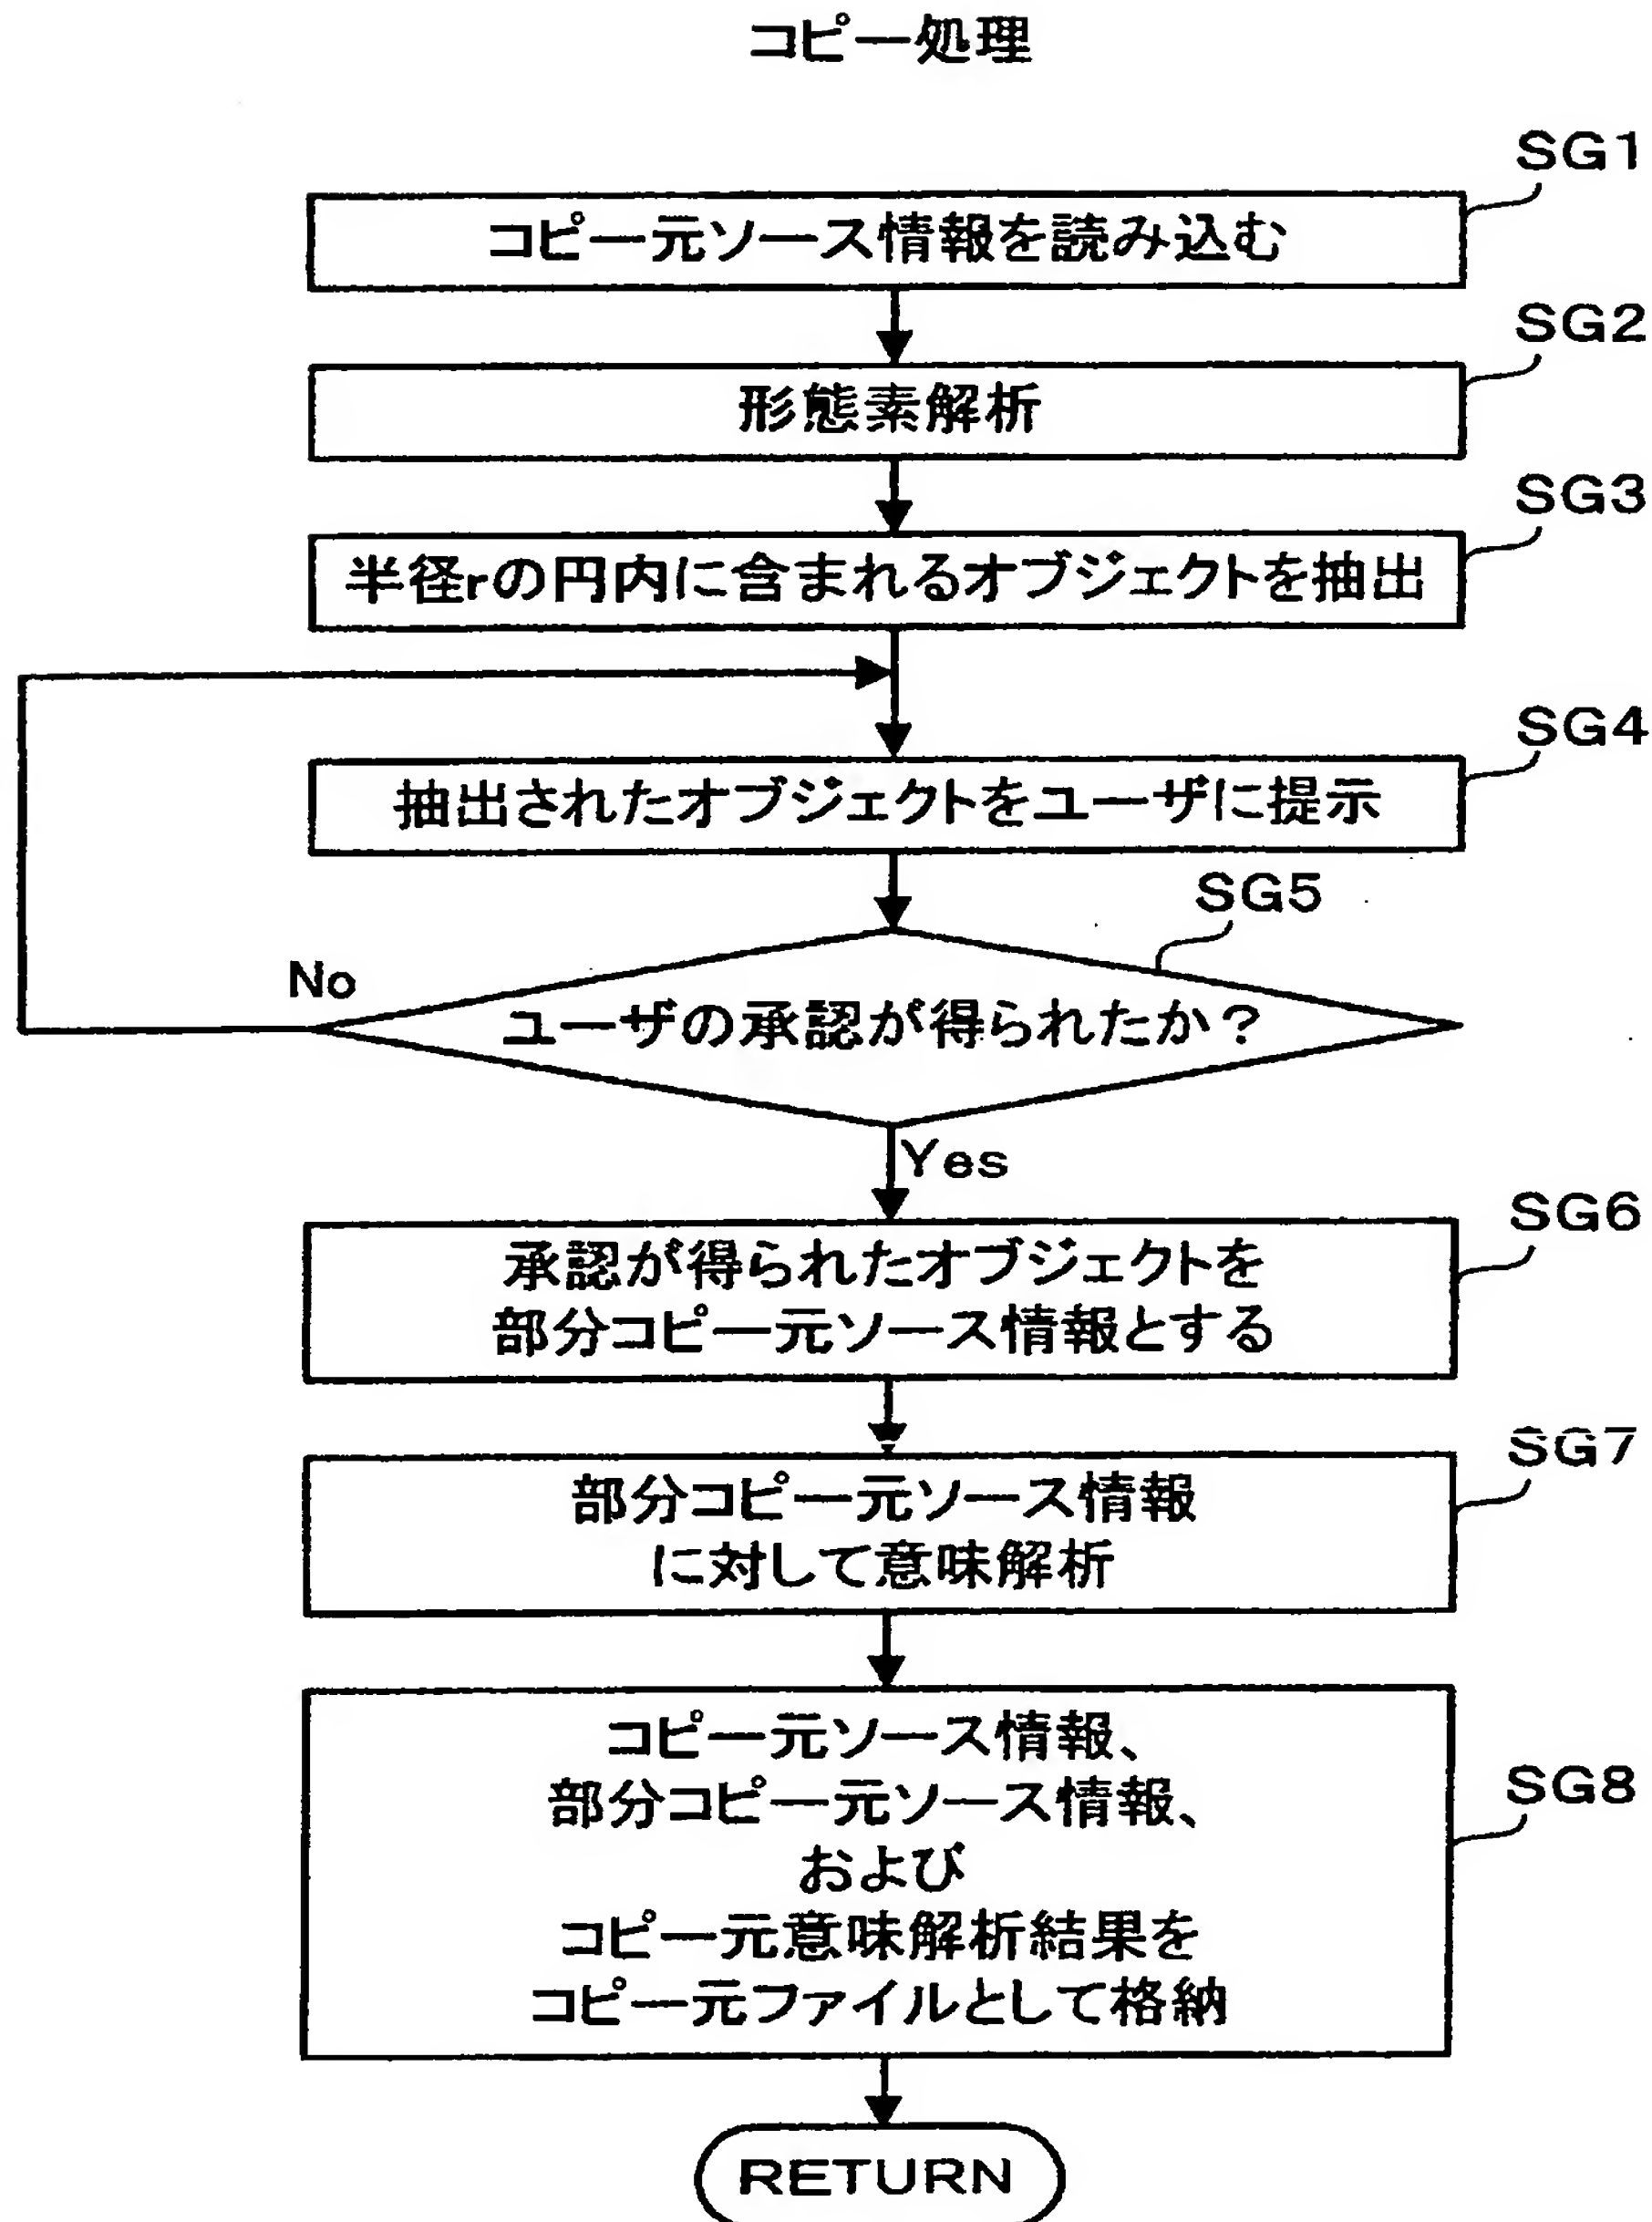 コピー処理
SG1
コピー元ソース情報を読み込む
SG2
形態素解析
SG3
半径rの円内に含まれるオブジェクトを抽出
SG4
抽出されたオブジェクトをユーザに提示
SG5
No
ユーザの承認が得られたか？
Yes
SG6
承認が得られたオブジェクトを
部分コピー元ソース情報とする
SG7
部分コピー元ソース情報
に対して意味解析
コピー元ソース情報、
SG8
部分コピー元ソース情報、
および
コピー元意味解析結果を
コピー元ファイルとして格納
RETURN